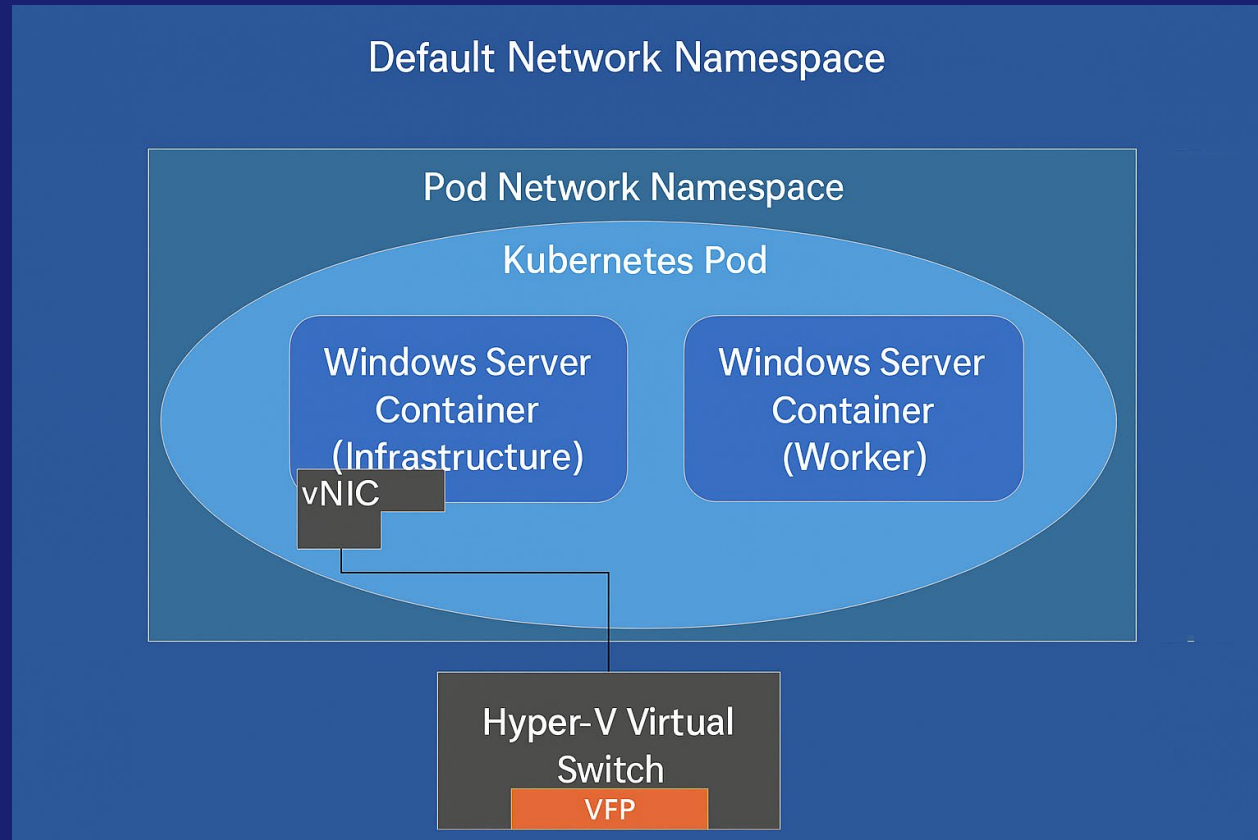 Default Network Namespace
Pod Network Namespace
Kubernetes Pod
Windows Server
Container
(Infrastructure)
vNIC
Windows Server
Container
(Worker)
Hyper-V Virtual
Switch
VFP